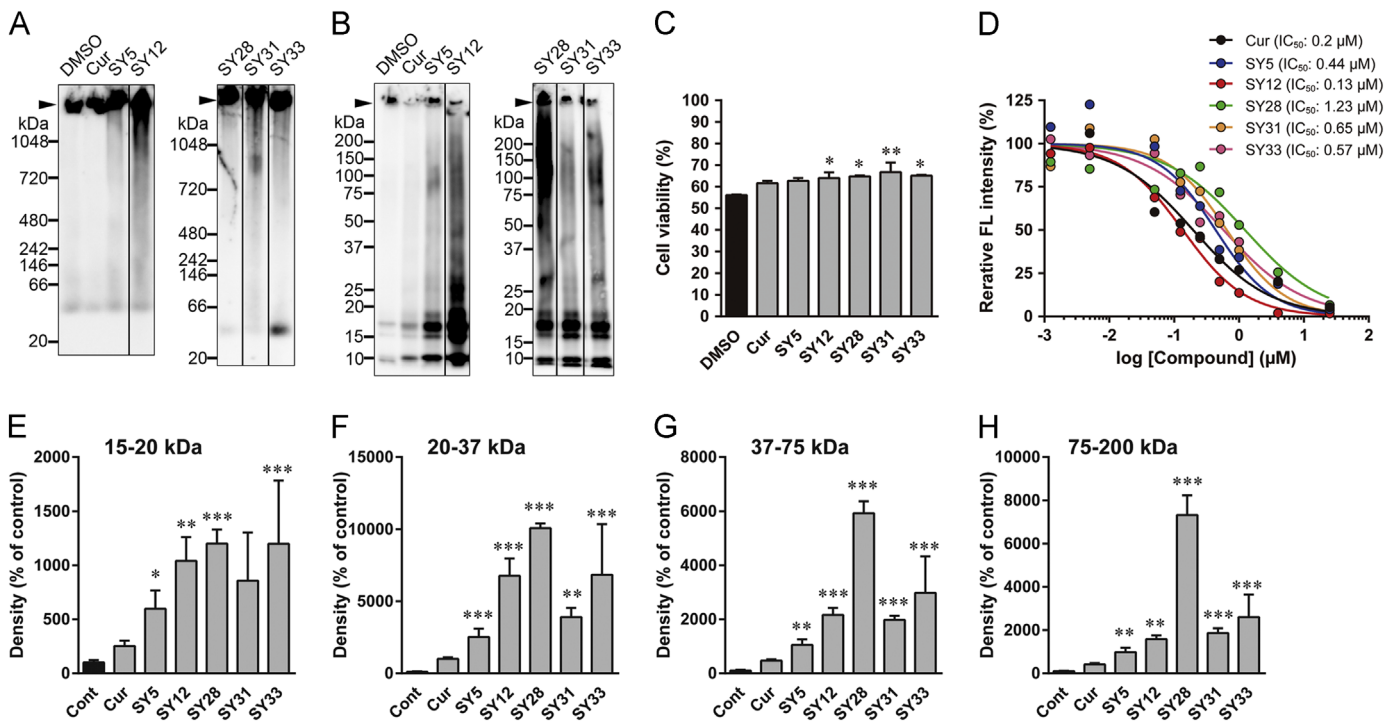 A
DMSO
Cur
SY5
SY12
SY28
SY31
SY33
kDa
1048
720
480
242
146
66
20
kDa
1048
720
480
242
146
66
20
B
DMSO
Cur
SY5
SY12
SY28
SY31
SY33
kDa
200
150
100
75
50
37
25
20
15
10
kDa
200
150
100
75
50
37
25
20
15
10
C
Cell viability (%)
100
90
80
70
60
50
40
30
20
10
0
*
*
**
*
DMSO
Cur
SY5
SY12
SY28
SY31
SY33
D
Cur (IC50: 0.2 µM)
SY5 (IC50: 0.44 µM)
SY12 (IC50: 0.13 µM)
SY28 (IC50: 1.23 µM)
SY31 (IC50: 0.65 µM)
SY33 (IC50: 0.57 µM)
Rerative FL intensity (%)
125
100
75
50
25
0
-3
-2
-1
0
1
2
log [Compound] (µM)
E
15-20 kDa
Density (% of control)
2000
1500
1000
500
0
*
**
***
***
Cont
Cur
SY5
SY12
SY28
SY31
SY33
F
20-37 kDa
Density (% of control)
15000
10000
5000
0
***
***
***
**
***
Cont
Cur
SY5
SY12
SY28
SY31
SY33
G
37-75 kDa
Density (% of control)
8000
6000
4000
2000
0
**
***
***
***
***
Cont
Cur
SY5
SY12
SY28
SY31
SY33
H
75-200 kDa
Density (% of control)
10000
8000
6000
4000
2000
0
**
**
***
***
***
Cont
Cur
SY5
SY12
SY28
SY31
SY33